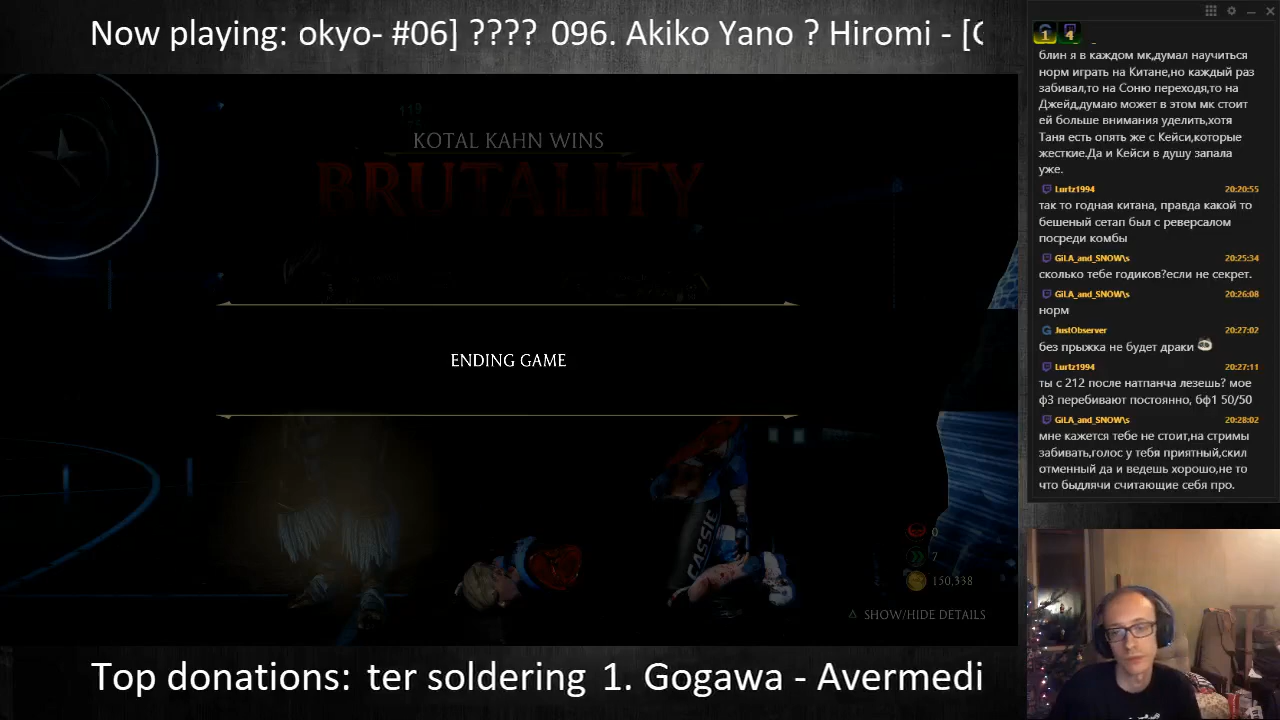 Now playing: okyo- #06] ???? 096. Akiko Yano ? Hiromi - [C
119
KOTAL KAHN WINS
BRUTALITY
ENDING GAME
CASSIE
0
7
150,338
SHOW/HIDE DETAILS
Top donations: ter soldering 1. Gogawa - Avermedi
1
4
блин я в каждом мк,думал научиться
норм играть на Китане,но каждый раз
забивал,то на Соню переходя,то на
Джейд,думаю может в этом мк стоит
ей больше внимания уделить,хотя
Таня есть опять же с Кейси,которые
жесткие.Да и Кейси в душу запала
уже.
Lurtz1994 20:20:55
так то годная китана, правда какой то
бешеный сетап был с реверсалом
посреди комбы
GiLA_and_SNOW\s 20:25:34
сколько тебе годиков?если не секрет.
GiLA_and_SNOW\s 20:26:08
норм
JustObserver 20:27:02
без прыжка не будет драки
Lurtz1994 20:27:11
ты с 212 после натпанча лезешь? мое
ф3 перебивают постоянно, бф1 50/50
GiLA_and_SNOW\s 20:28:02
мне кажется тебе не стоит,на стримы
забивать,голос у тебя приятный,скил
отменный да и ведешь хорошо,не то
что быдлячи считающие себя про.